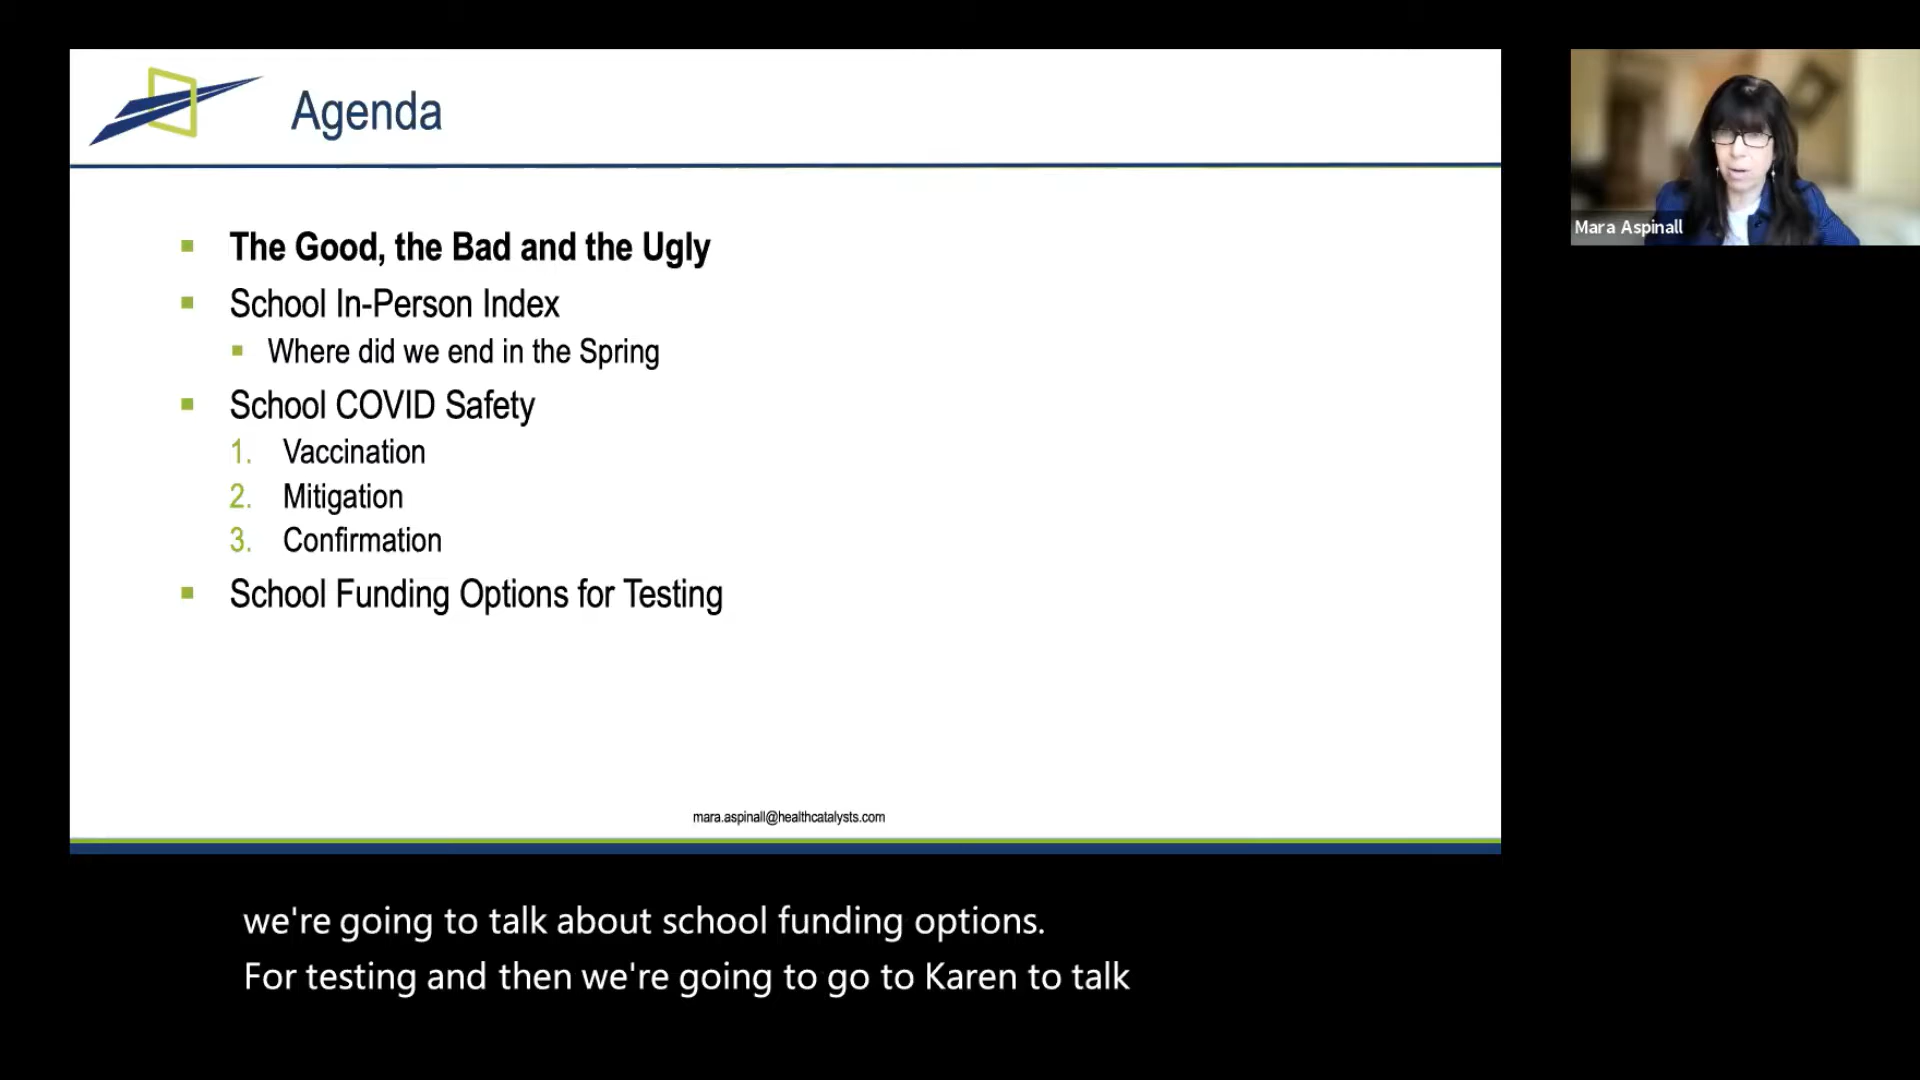 Agenda
The Good, the Bad and the Ugly
School In-Person Index
Where did we end in the Spring
School COVID Safety
1. Vaccination
2. Mitigation
3. Confirmation
School Funding Options for Testing
mara.aspinall@healthcatalysts.com
Mara Aspinall
we're going to talk about school funding options.
For testing and then we're going to go to Karen to talk